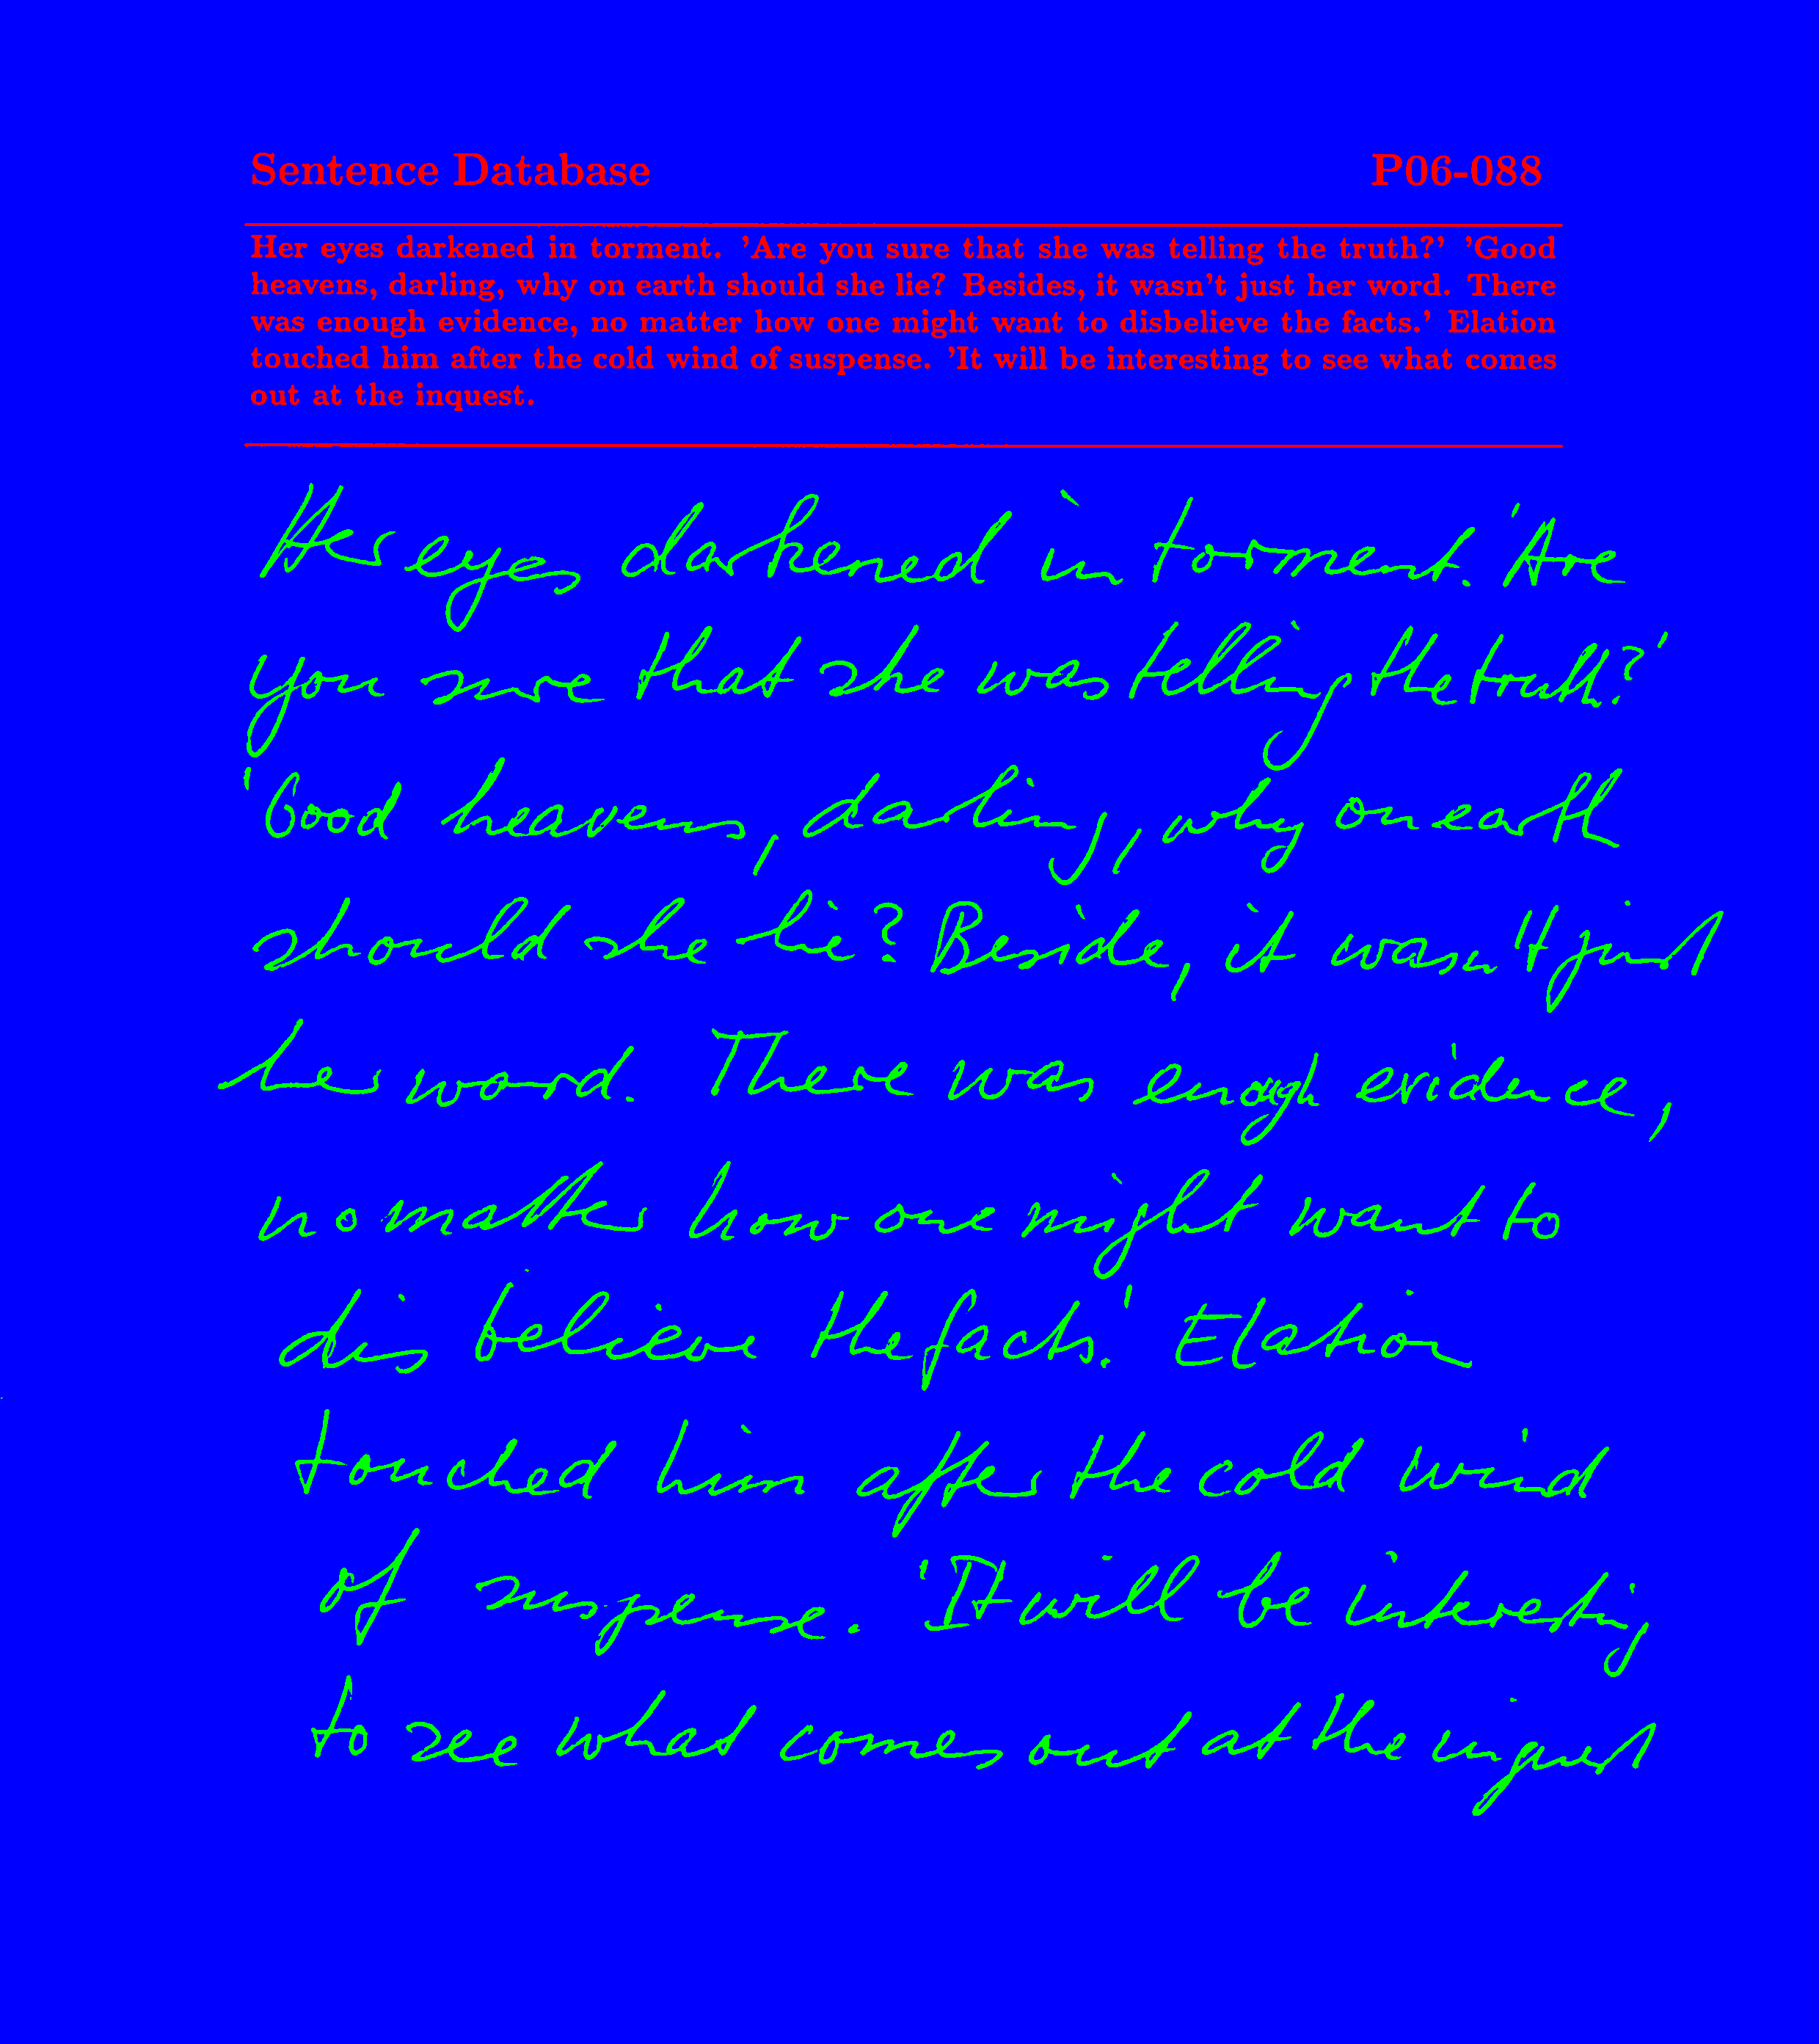 Sentence Database P06-088
Her eyes darkened in torment. 'Are you sure that she was telling the truth?' 'Good
heavens, darling, why on earth should she lie? Besides, it wasn't just her word. There
was enough evidence, no matter how one might want to disbelieve the facts.' Elation
touched him after the cold wind of suspense. 'It will be interesting to see what comes
out at the inquest.
Her eyes darkened in torment. 'Are
you sure that she was telling the truth?'
'Good heavens, darling, why on earth
should she lie? Beside, it wasn't just
her word. There was enough evidence,
no matter how one might want to
dis believe the facts.' Elation
touched him after the cold wind
of suspense. 'It will be interesting
to see what comes out at the inquest